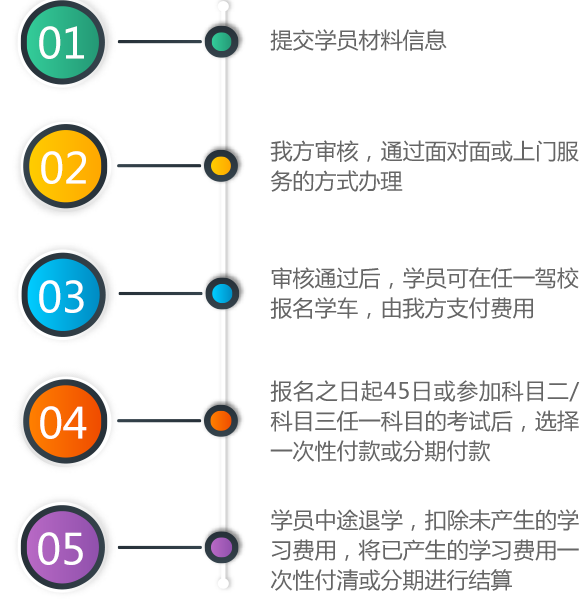 01
提交学员材料信息
02
我方审核，通过面对面或上门服
务的方式办理
03
审核通过后，学员可在任一驾校
报名学车，由我方支付费用
04
报名之日起45日或参加科目二/
科目三任一科目的考试后，选择
一次性付款或分期付款
05
学员中途退学，扣除未产生的学
习费用，将已产生的学习费用一
次性付清或分期进行结算